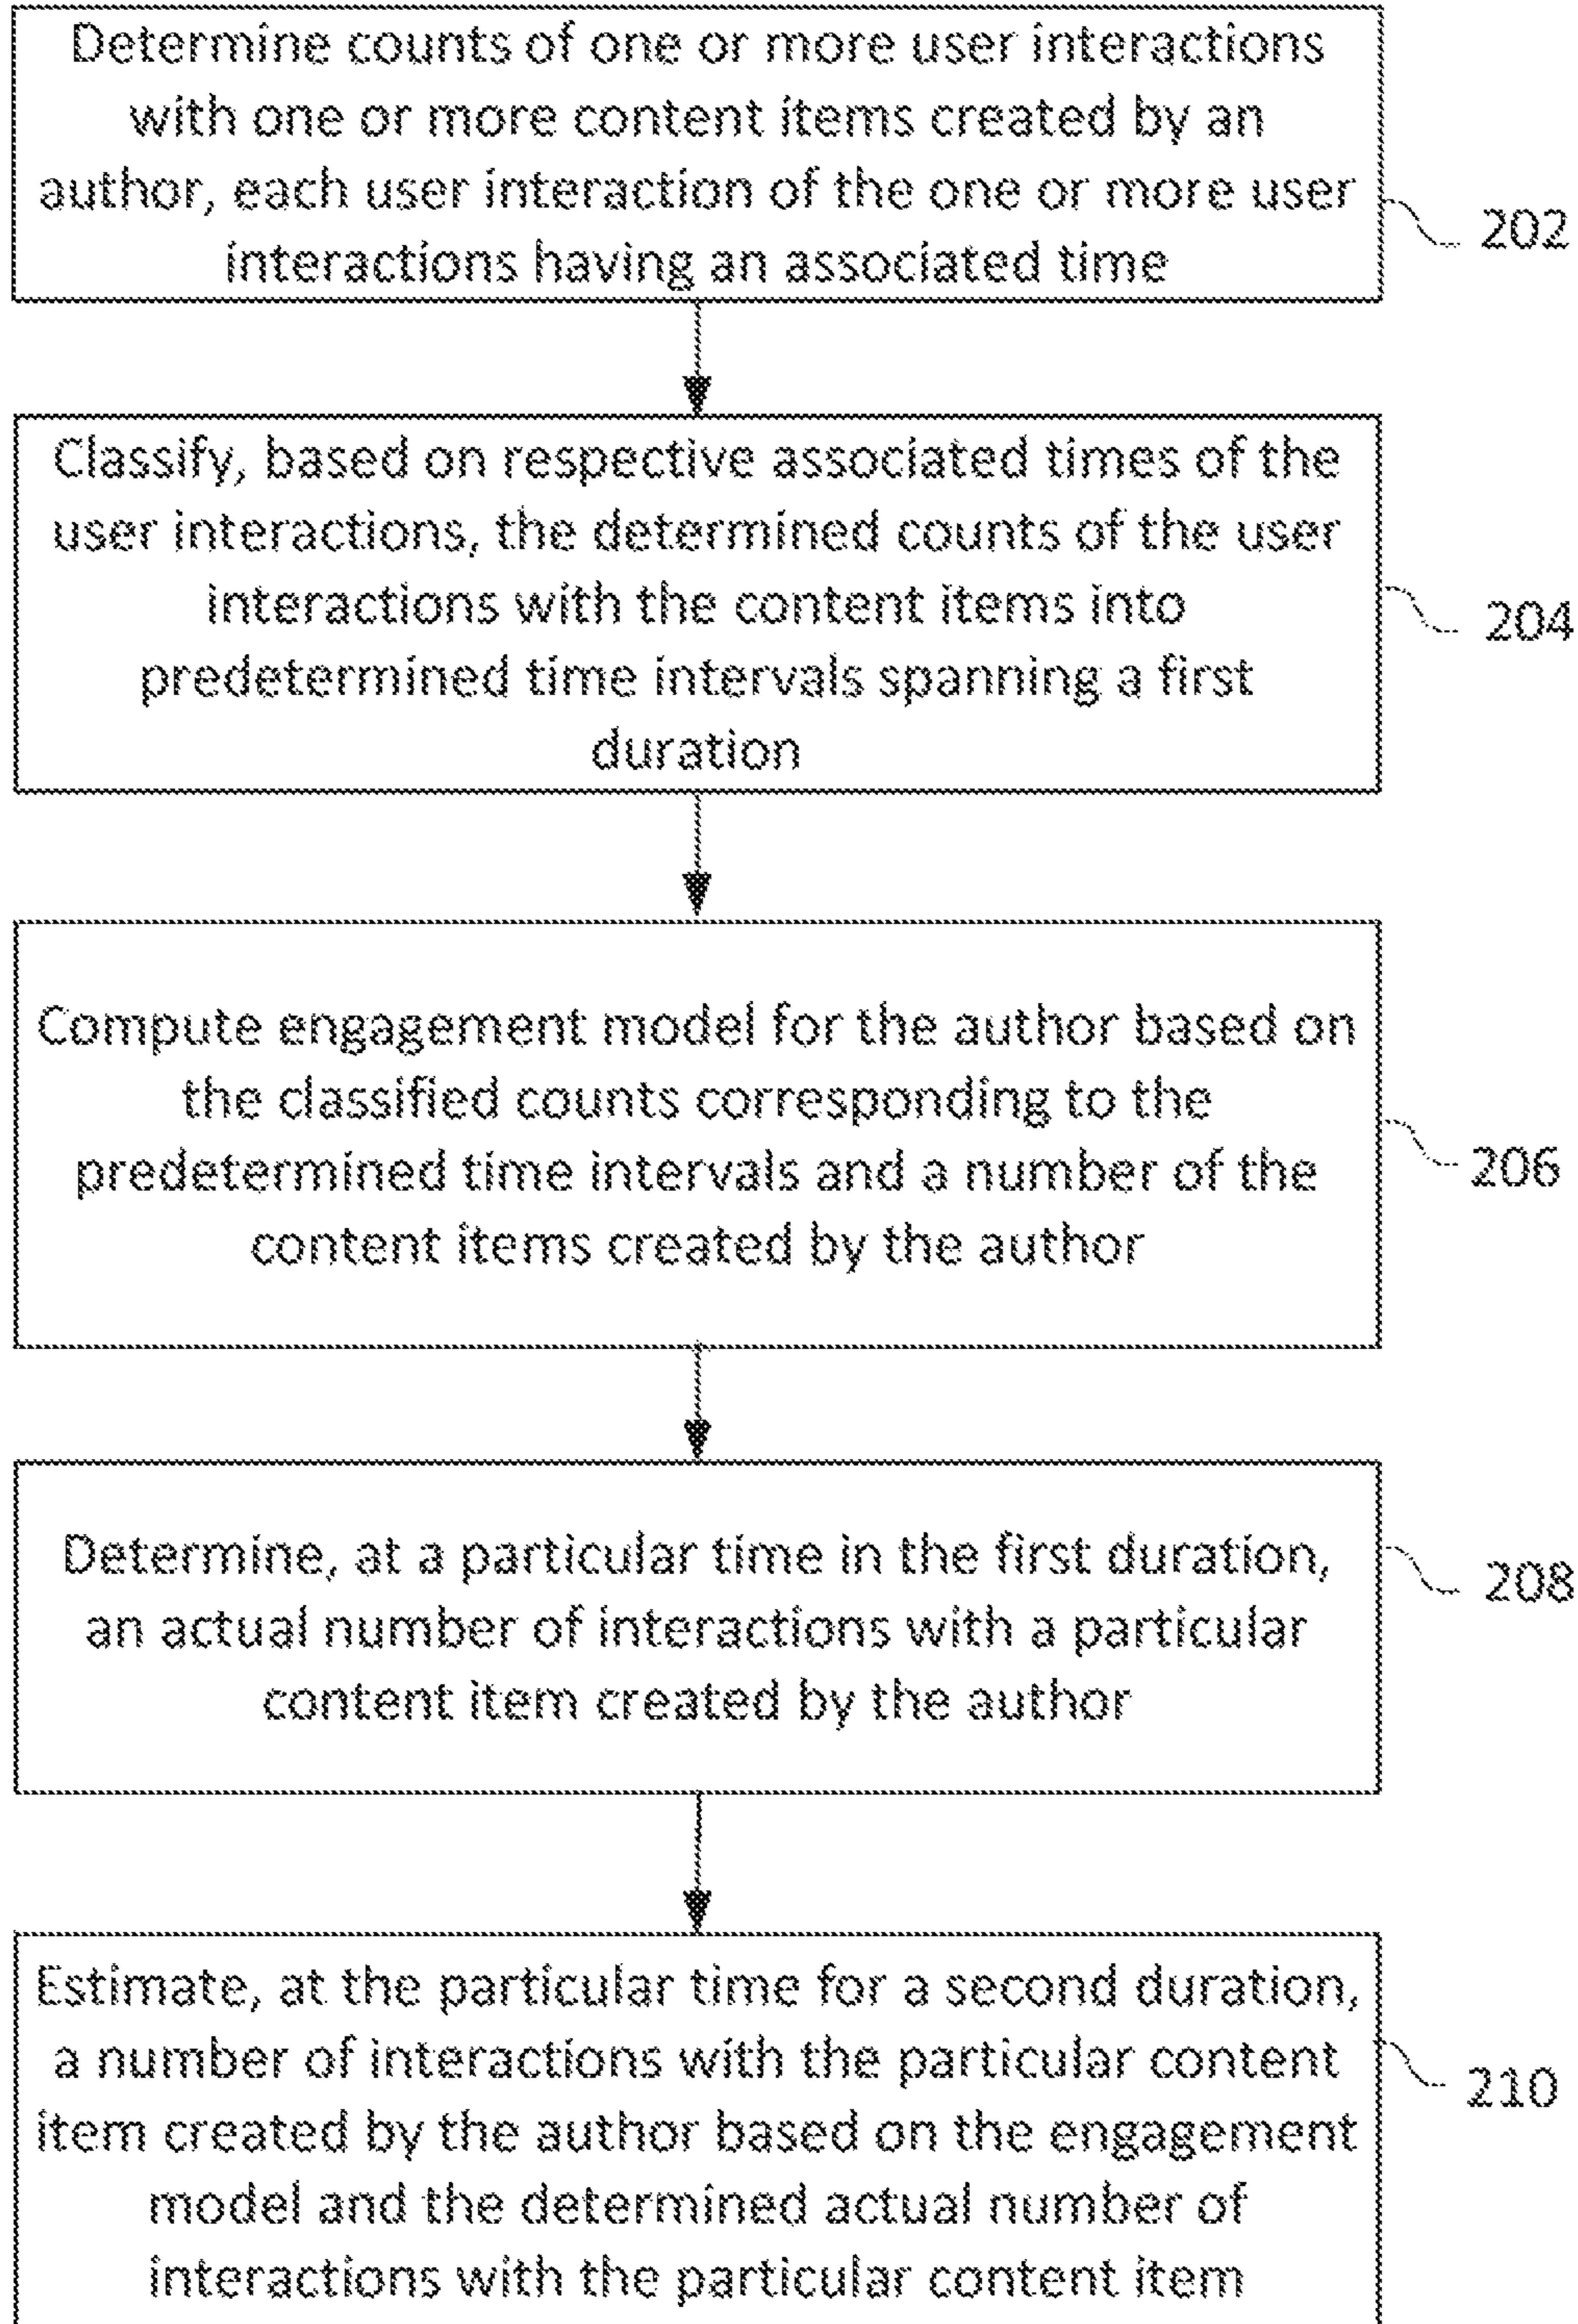 Determine counts of one or more user interactions
with one or more content items created by an
author, each user interaction of the one or more user
interactions having an associated time
202
Classify, based on respective associated times of the
user interactions, the determined counts of the user
interactions with the content items into
predetermined time intervals spanning a first
duration
204
Compute engagement model for the author based on
the classified counts corresponding to the
predetermined time intervals and a number of the
content items created by the author
206
Determine, at a particular time in the first duration,
an actual number of interactions with a particular
content item created by the author
208
Estimate, at the particular time for a second duration,
a number of interactions with the particular content
item created by the author based on the engagement
model and the determined actual number of
interactions with the particular content item
210